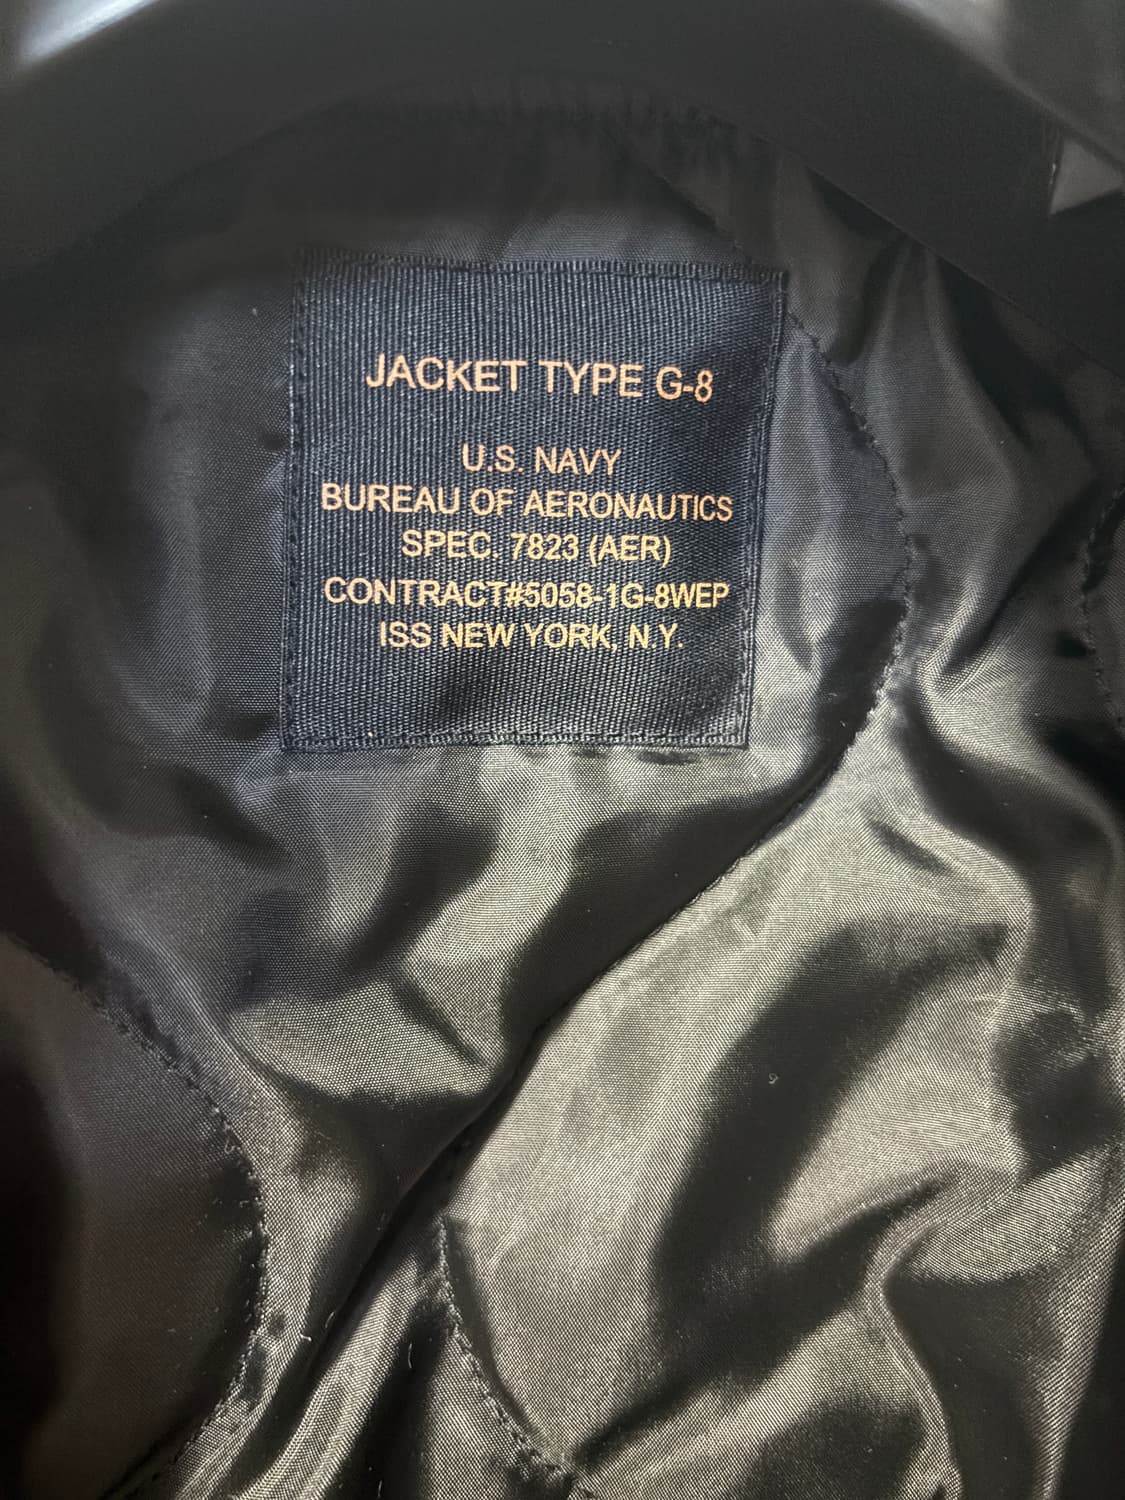 JACKET TYPE G-8
U.S. NAVY
BUREAU OF AERONAUTICS
SPEC. 7823 (AER)
CONTRACT#5058-1G-8WEP
ISS NEW YORK, N.Y.